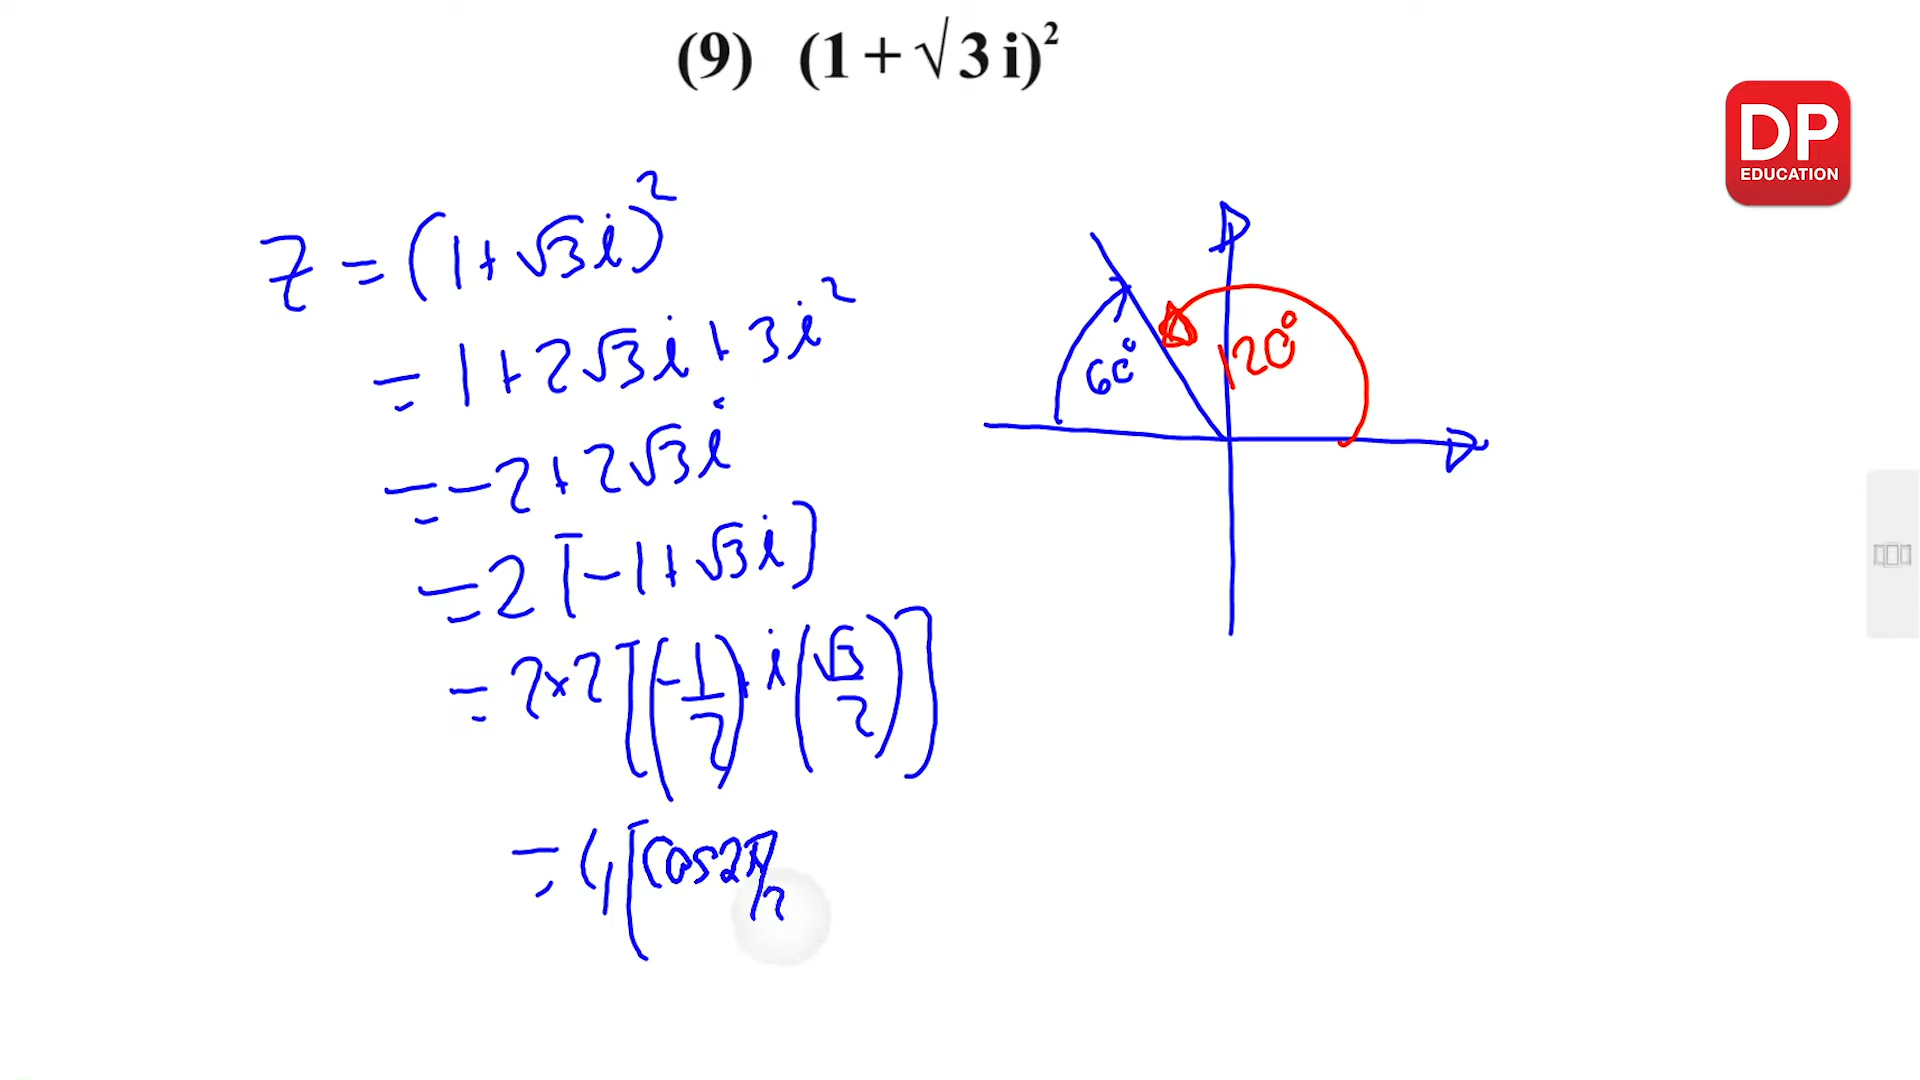 (9) (1 + √3 i)²
DP
EDUCATION
Z = (1+√3i)²
= 1+2√3i+3i²
= -2+2√3i
= 2[-1+√3i]
= 2×2[(-1/2)+i(√3/2)]
= 4[cos2π/
60°
120°